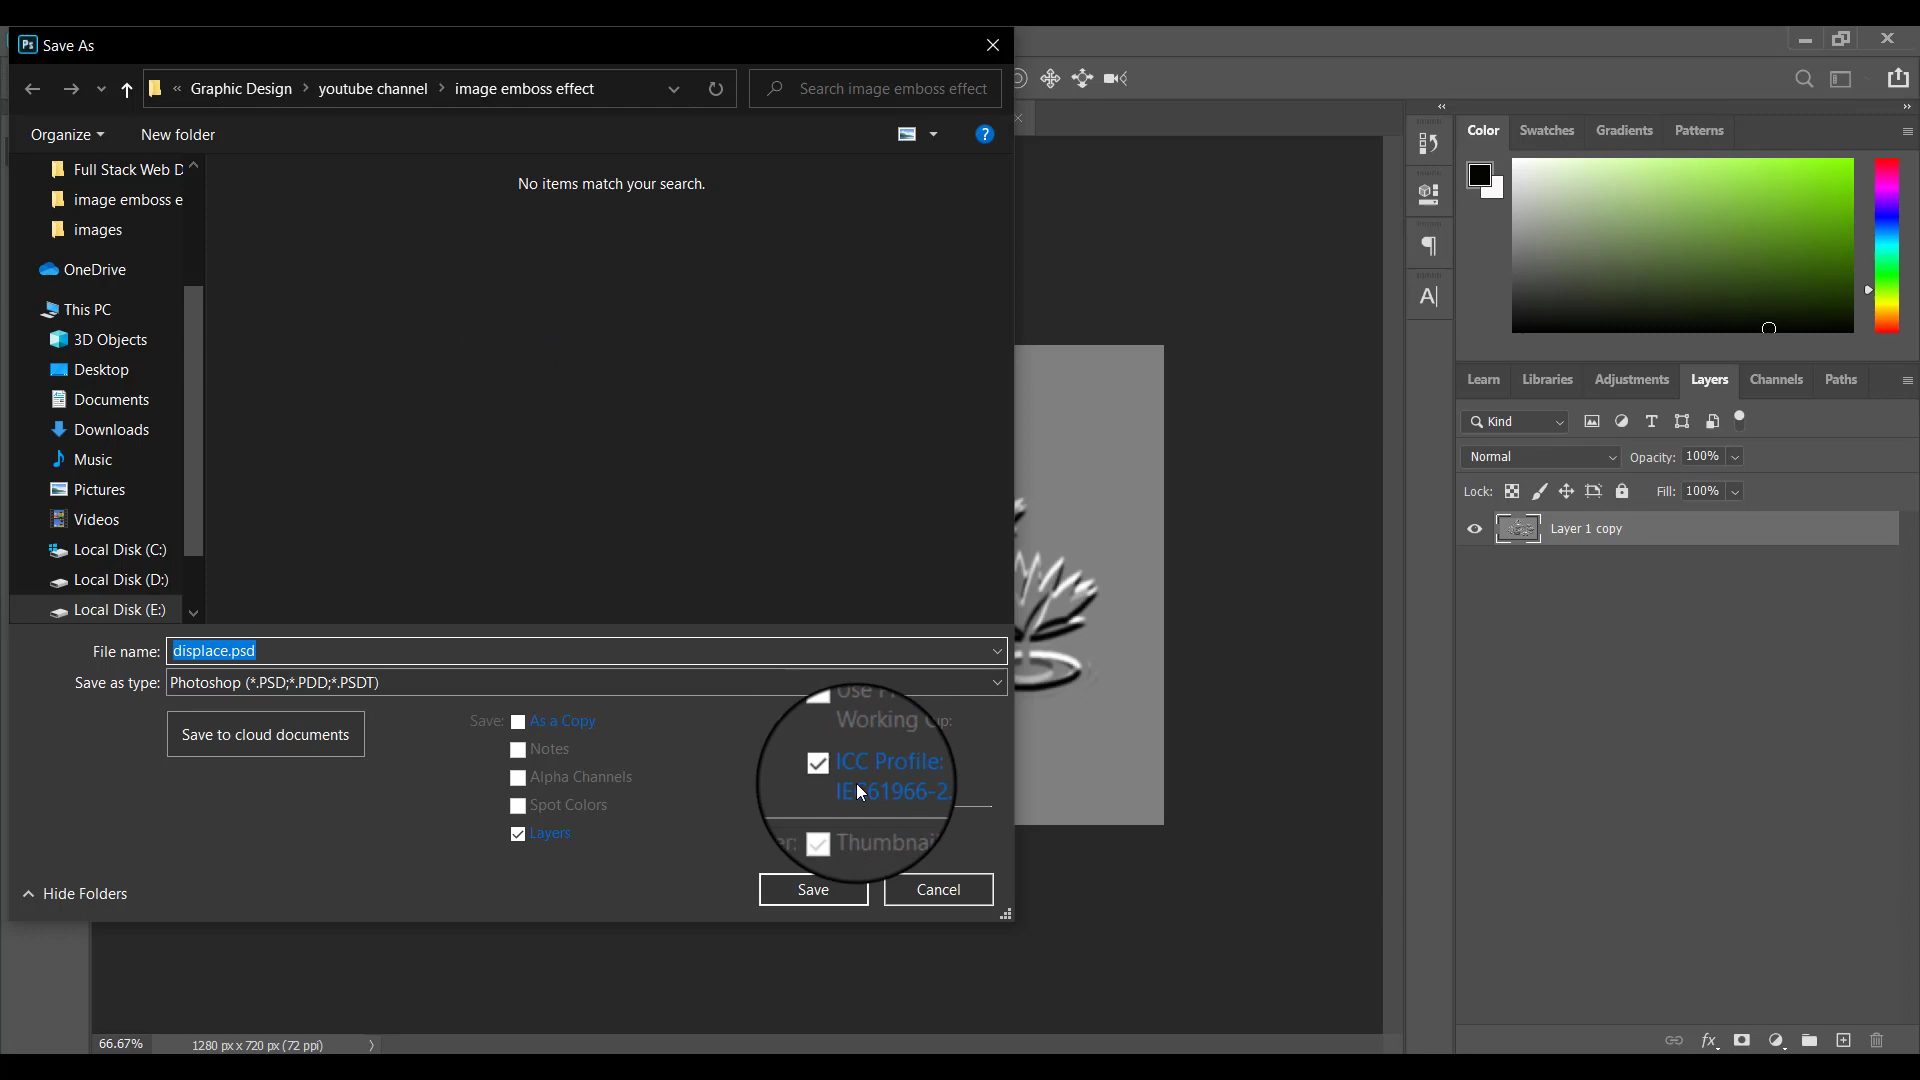 Ps Save As
« Graphic Design › youtube channel › image emboss effect
Search image emboss effect
Organize
New folder
?
Full Stack Web D
image emboss e
images
OneDrive
This PC
3D Objects
Desktop
Documents
Downloads
Music
Pictures
Videos
Local Disk (C:)
Local Disk (D:)
Local Disk (E:)
No items match your search.
File name: displace.psd
Save as type: Photoshop (*.PSD;*.PDD;*.PSDT)
Save to cloud documents
Save: As a Copy
Notes
Alpha Channels
Spot Colors
Layers
Use
Working
ICC Profile:
Hide Folders
Save
Cancel
66.67%
1280 px x 720 px (72 ppi)
Color
Swatches
Gradients
Patterns
Learn
Libraries
Adjustments
Layers
Channels
Paths
Kind
Normal
Opacity: 100%
Lock:
Fill: 100%
Layer 1 copy
fx